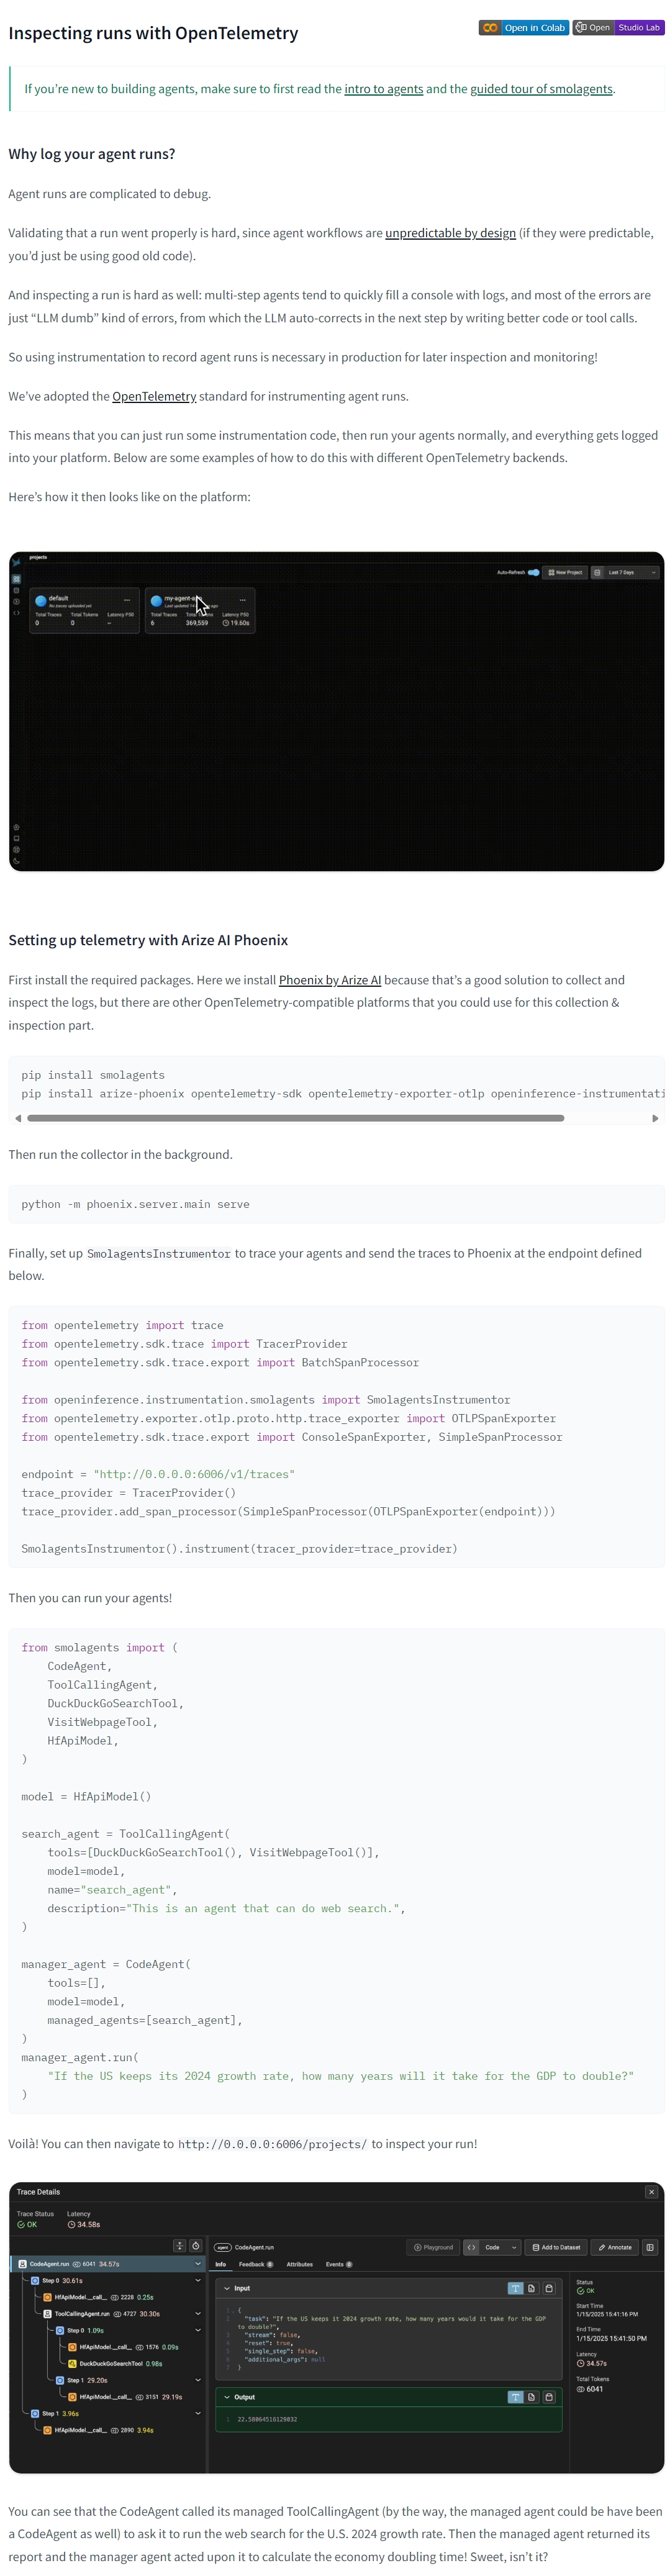 Inspecting runs with OpenTelemetry
Open in Colab
Open Studio Lab
If you’re new to building agents, make sure to first read the intro to agents and the guided tour of smolagents.
Why log your agent runs?
Agent runs are complicated to debug.
Validating that a run went properly is hard, since agent workflows are unpredictable by design (if they were predictable,
you’d just be using good old code).
And inspecting a run is hard as well: multi-step agents tend to quickly fill a console with logs, and most of the errors are
just “LLM dumb” kind of errors, from which the LLM auto-corrects in the next step by writing better code or tool calls.
So using instrumentation to record agent runs is necessary in production for later inspection and monitoring!
We’ve adopted the OpenTelemetry standard for instrumenting agent runs.
This means that you can just run some instrumentation code, then run your agents normally, and everything gets logged
into your platform. Below are some examples of how to do this with different OpenTelemetry backends.
Here’s how it then looks like on the platform:
projects
Auto-Refresh New Project Last 7 Days
default
No traces uploaded yet
Total Traces Total Tokens Latency P50
0 0 --
my-agent-
Last updated
Total Traces Latency P50
6 369,559 19.60s
Setting up telemetry with Arize AI Phoenix
First install the required packages. Here we install Phoenix by Arize AI because that’s a good solution to collect and
inspect the logs, but there are other OpenTelemetry-compatible platforms that you could use for this collection &
inspection part.
pip install smolagents
pip install arize-phoenix opentelemetry-sdk opentelemetry-exporter-otlp openinference-instrumentati
Then run the collector in the background.
python -m phoenix.server.main serve
Finally, set up SmolagentsInstrumentor to trace your agents and send the traces to Phoenix at the endpoint defined
below.
from opentelemetry import trace
from opentelemetry.sdk.trace import TracerProvider
from opentelemetry.sdk.trace.export import BatchSpanProcessor
from openinference.instrumentation.smolagents import SmolagentsInstrumentor
from opentelemetry.exporter.otlp.proto.http.trace_exporter import OTLPSpanExporter
from opentelemetry.sdk.trace.export import ConsoleSpanExporter, SimpleSpanProcessor
endpoint = "http://0.0.0.0:6006/v1/traces"
trace_provider = TracerProvider()
trace_provider.add_span_processor(SimpleSpanProcessor(OTLPSpanExporter(endpoint)))
SmolagentsInstrumentor().instrument(tracer_provider=trace_provider)
Then you can run your agents!
from smolagents import (
    CodeAgent,
    ToolCallingAgent,
    DuckDuckGoSearchTool,
    VisitWebpageTool,
    HfApiModel,
)
model = HfApiModel()
search_agent = ToolCallingAgent(
    tools=[DuckDuckGoSearchTool(), VisitWebpageTool()],
    model=model,
    name="search_agent",
    description="This is an agent that can do web search.",
)
manager_agent = CodeAgent(
    tools=[],
    model=model,
    managed_agents=[search_agent],
)
manager_agent.run(
    "If the US keeps its 2024 growth rate, how many years will it take for the GDP to double?"
)
Voilà! You can then navigate to http://0.0.0.0:6006/projects/ to inspect your run!
Trace Details
Trace Status Latency
OK 34.58s
CodeAgent.run 6041 34.57s
Step 0 30.61s
HfApiModel.__call__ 2228 0.25s
ToolCallingAgent.run 4727 30.30s
Step 0 1.09s
HfApiModel.__call__ 1576 0.09s
DuckDuckGoSearchTool 0.98s
Step 1 29.20s
HfApiModel.__call__ 3151 29.19s
Step 1 3.96s
HfApiModel.__call__ 2890 3.94s
agent CodeAgent.run
Playground Code Add to Dataset Annotate
Info Feedback 0 Attributes Events 0
Input
1 {
2 "task": "If the US keeps it 2024 growth rate, how many years would it take for the GDP
to double?",
3 "stream": false,
4 "reset": true,
5 "single_step": false,
6 "additional_args": null
7 }
Output
1 22.58064516129032
Status
OK
Start Time
1/15/2025 15:41:16 PM
End Time
1/15/2025 15:41:50 PM
Latency
34.57s
Total Tokens
6041
You can see that the CodeAgent called its managed ToolCallingAgent (by the way, the managed agent could be have been
a CodeAgent as well) to ask it to run the web search for the U.S. 2024 growth rate. Then the managed agent returned its
report and the manager agent acted upon it to calculate the economy doubling time! Sweet, isn’t it?